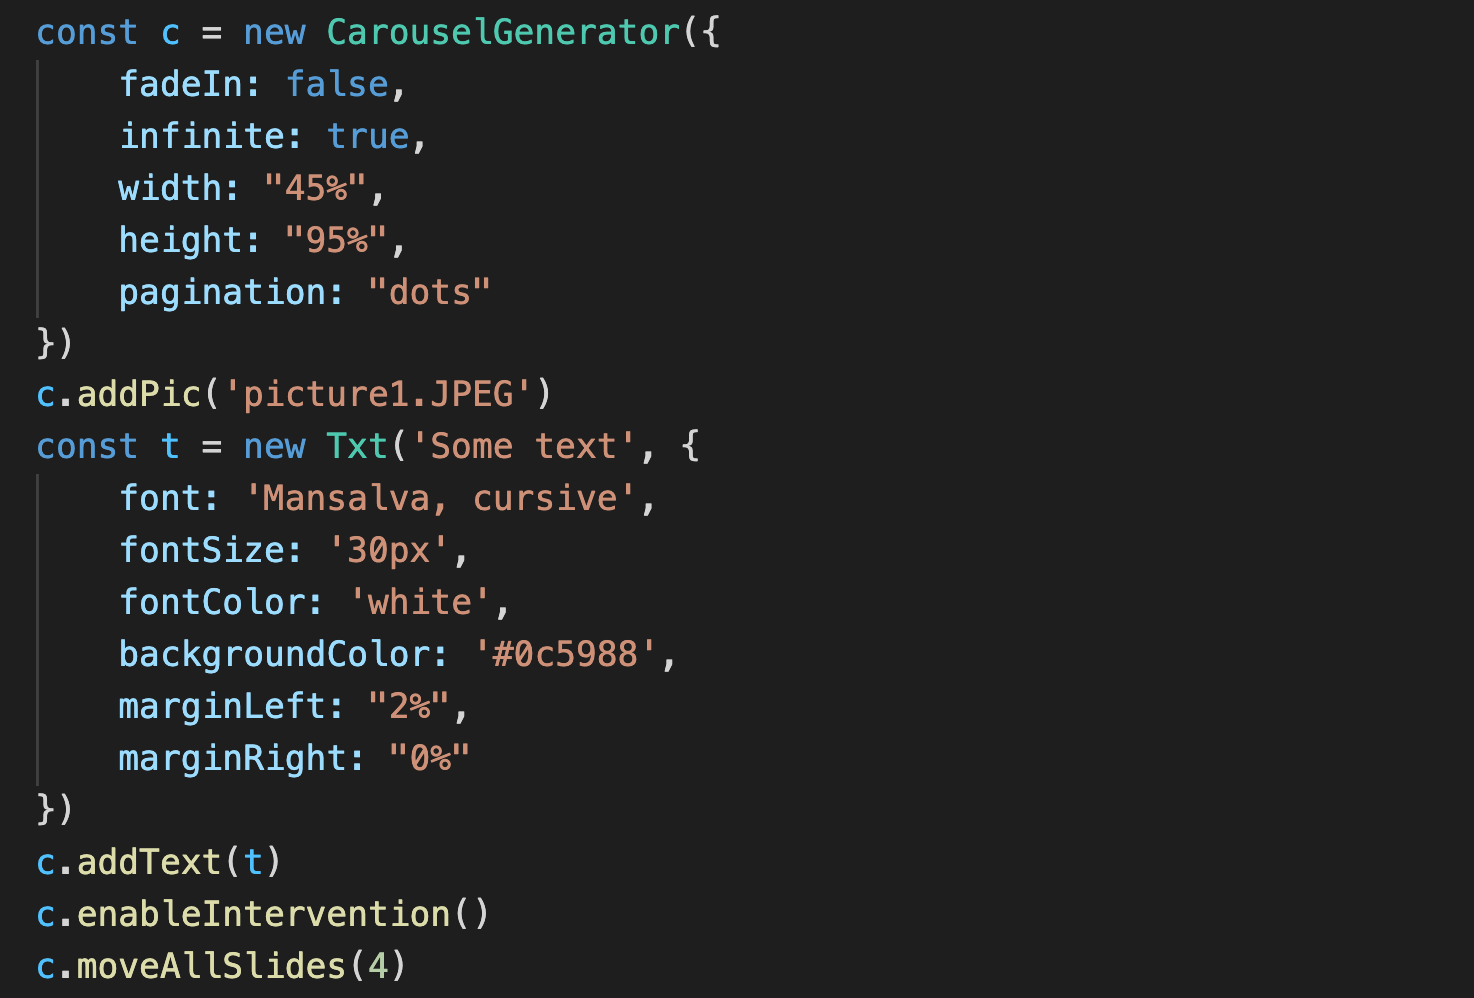 const c = new CarouselGenerator({
    fadeIn: false,
    infinite: true,
    width: "45%",
    height: "95%",
    pagination: "dots"
})
c.addPic('picture1.JPEG')
const t = new Txt('Some text', {
    font: 'Mansalva, cursive',
    fontSize: '30px',
    fontColor: 'white',
    backgroundColor: '#0c5988',
    marginLeft: "2%",
    marginRight: "0%"
})
c.addText(t)
c.enableIntervention()
c.moveAllSlides(4)